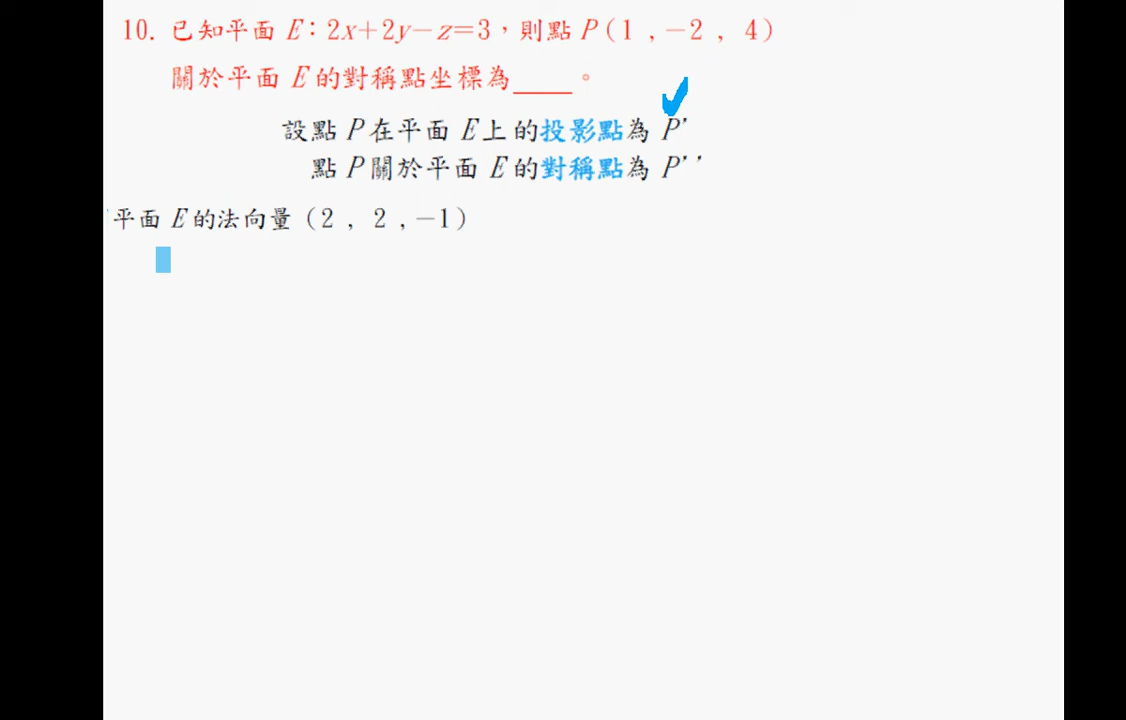 10. 已知平面 E：2x+2y−z=3，則點 P(1 , −2 , 4)
關於平面 E 的對稱點坐標為____。
設點 P 在平面 E 上的投影點為 P'
點 P 關於平面 E 的對稱點為 P' '
平面 E 的法向量 (2 , 2 , −1)